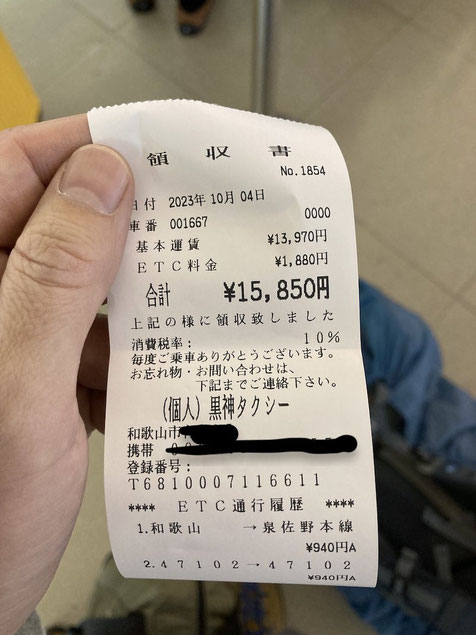 領収書
No.1854
日付 2023年10月04日
車番 001667 0000
基本運賃 ¥13,970円
ETC料金 ¥1,880円
合計 ¥15,850円
上記の様に領収致しました
消費税率: 10%
毎度ご乗車ありがとうございます。
お忘れ物・お問い合わせは、
下記までご連絡下さい。
(個人)黒神タクシー
和歌山市
携帯
登録番号:
T6810007116611
**** ETC通行履歴 ****
1.和歌山 →泉佐野本線
¥940円A
2.47102→47102
¥940円A